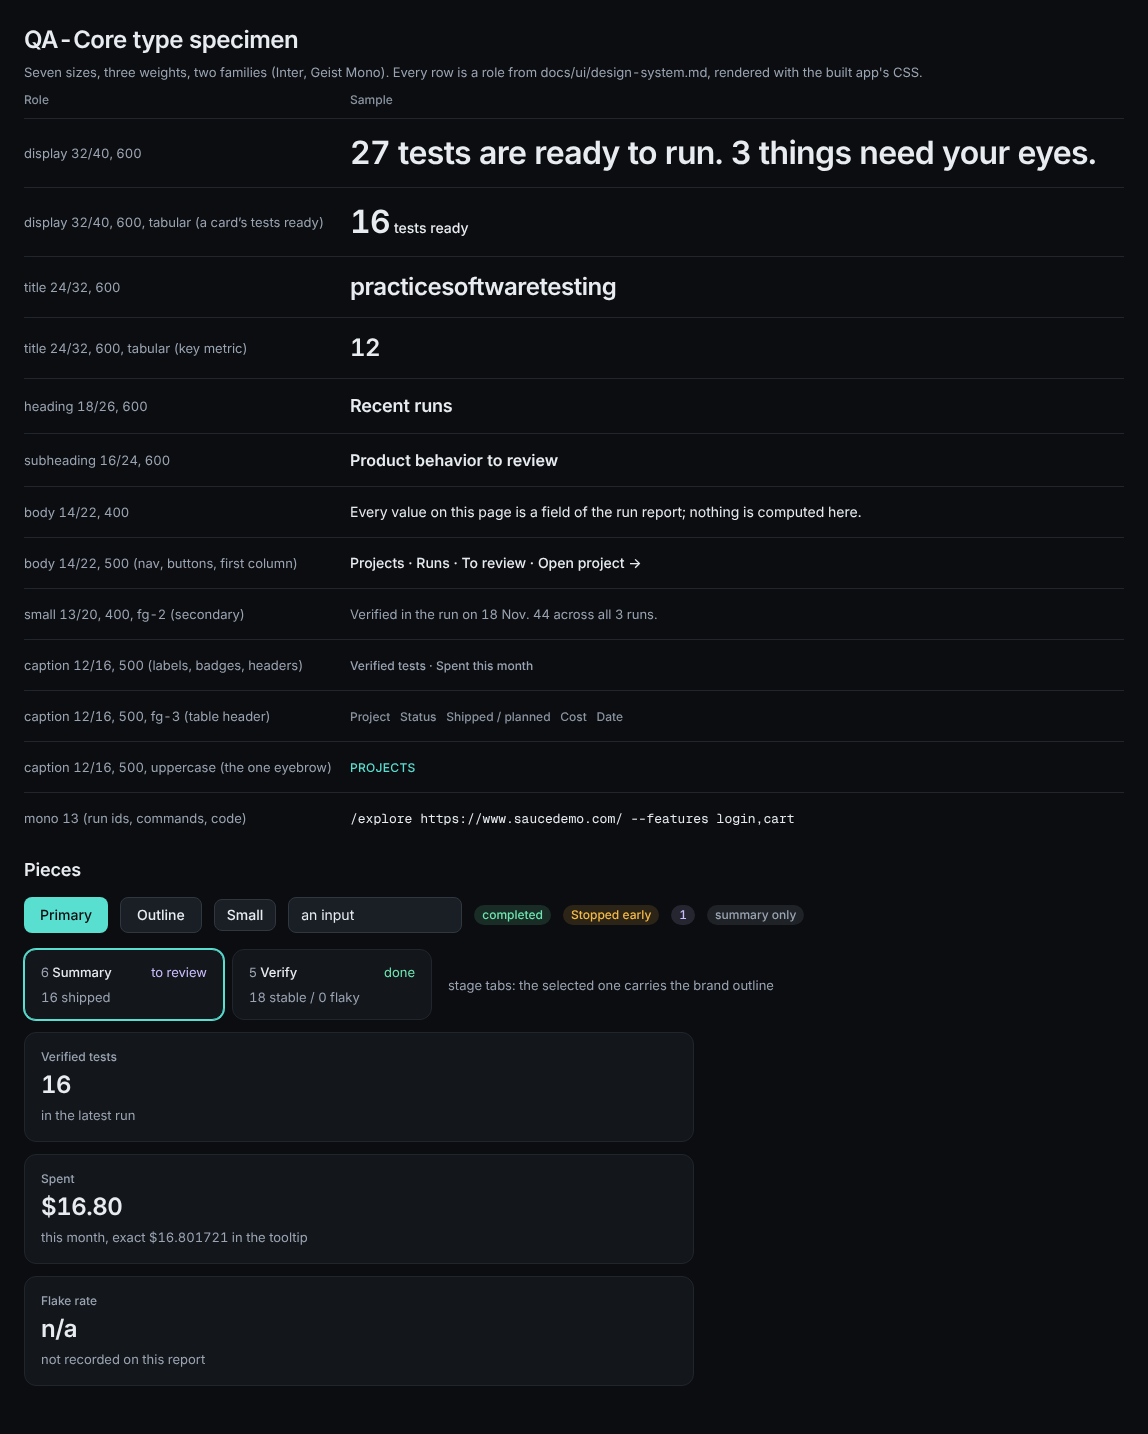 QA-Core type specimen
Seven sizes, three weights, two families (Inter, Geist Mono). Every row is a role from docs/ui/design-system.md, rendered with the built app's CSS.
Role Sample
display 32/40, 600 27 tests are ready to run. 3 things need your eyes.
display 32/40, 600, tabular (a card’s tests ready) 16 tests ready
title 24/32, 600 practicesoftwaretesting
title 24/32, 600, tabular (key metric) 12
heading 18/26, 600 Recent runs
subheading 16/24, 600 Product behavior to review
body 14/22, 400 Every value on this page is a field of the run report; nothing is computed here.
body 14/22, 500 (nav, buttons, first column) Projects · Runs · To review · Open project →
small 13/20, 400, fg-2 (secondary) Verified in the run on 18 Nov. 44 across all 3 runs.
caption 12/16, 500 (labels, badges, headers) Verified tests · Spent this month
caption 12/16, 500, fg-3 (table header) Project Status Shipped / planned Cost Date
caption 12/16, 500, uppercase (the one eyebrow) PROJECTS
mono 13 (run ids, commands, code) /explore https://www.saucedemo.com/ --features login,cart
Pieces
Primary Outline Small an input completed Stopped early 1 summary only
6 Summary to review 5 Verify done
16 shipped 18 stable / 0 flaky
stage tabs: the selected one carries the brand outline
Verified tests
16
in the latest run
Spent
$16.80
this month, exact $16.801721 in the tooltip
Flake rate
n/a
not recorded on this report